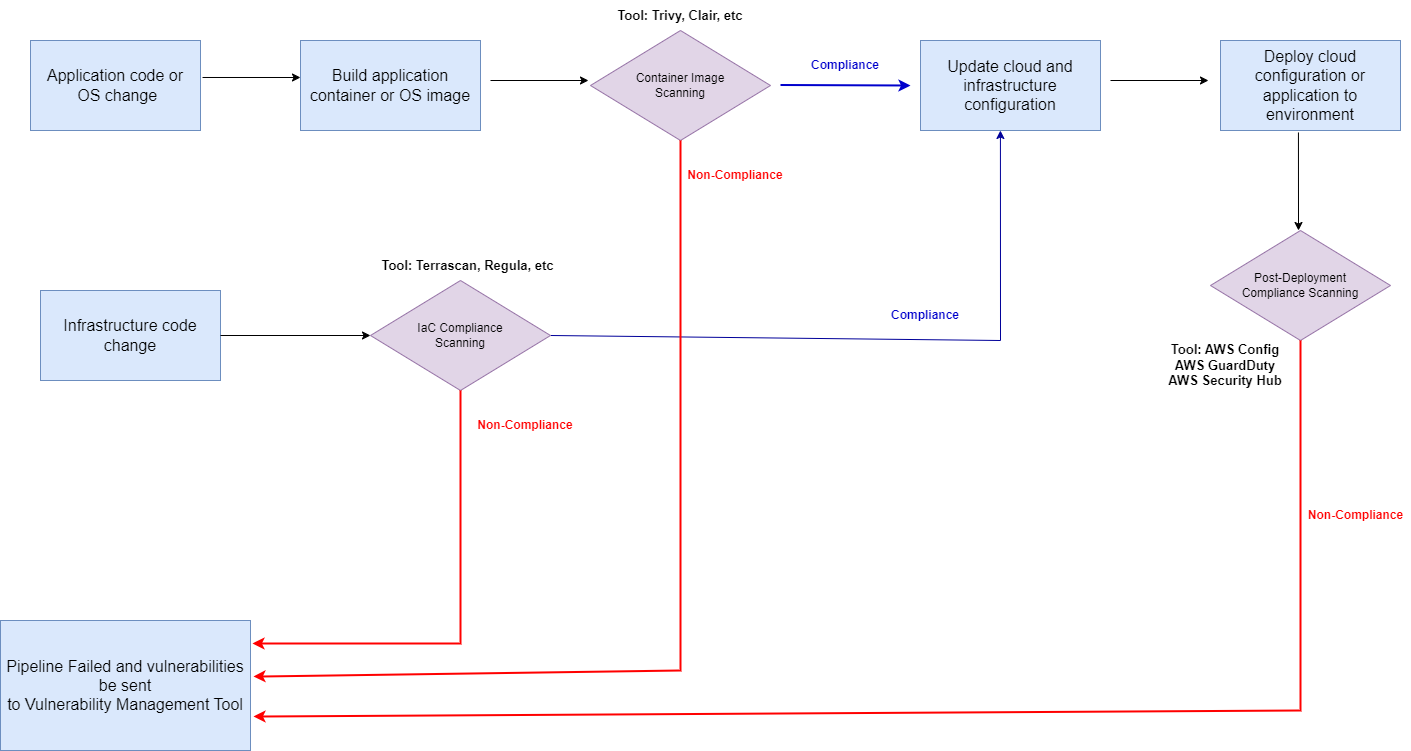 Tool: Trivy, Clair, etc
Application code or
OS change
Build application
container or OS image
Container Image
Scanning
Compliance
Update cloud and
infrastructure
configuration
Deploy cloud
configuration or
application to
environment
Non-Compliance
Tool: Terrascan, Regula, etc
Infrastructure code
change
IaC Compliance
Scanning
Compliance
Post-Deployment
Compliance Scanning
Tool: AWS Config
AWS GuardDuty
AWS Security Hub
Non-Compliance
Non-Compliance
Pipeline Failed and vulnerabilities
be sent
to Vulnerability Management Tool